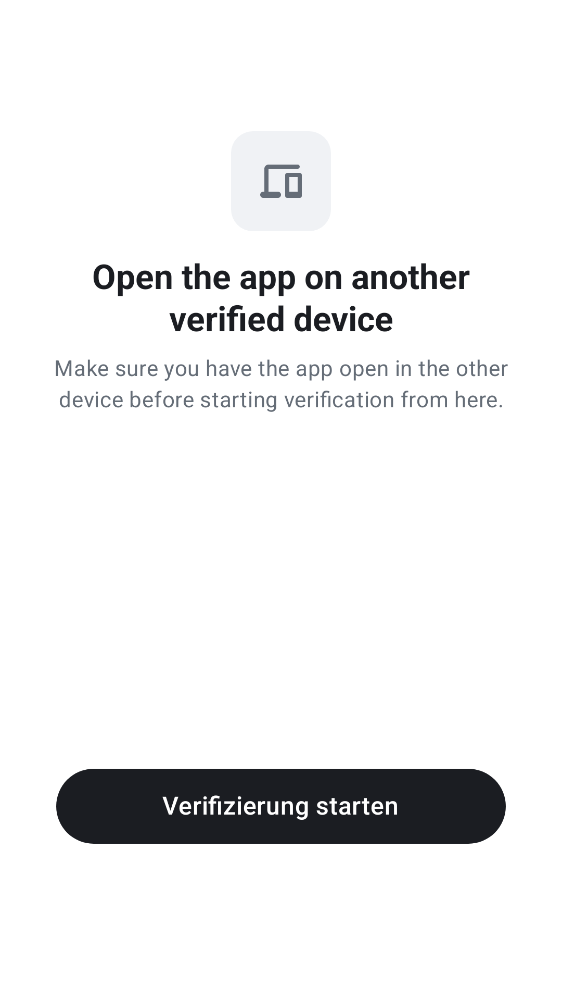 Open the app on another
verified device
Make sure you have the app open in the other
device before starting verification from here.
Verifizierung starten